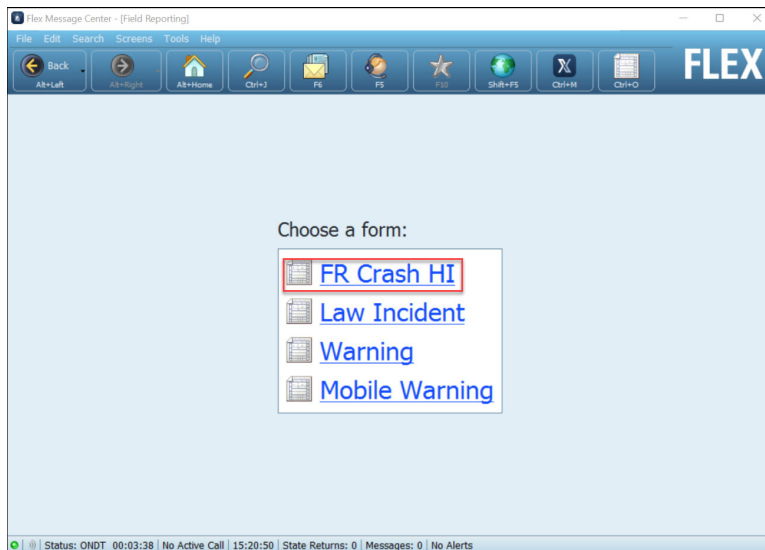 Flex Message Center - [Field Reporting]
File Edit Search Screens Tools Help
Back
Alt+Left Alt+Right Alt+Home Ctrl+J F6 F5 F10 Shift+F5 Ctrl+M Ctrl+O
FLEX
Choose a form:
FR Crash HI
Law Incident
Warning
Mobile Warning
Status: ONDT 00:03:38 No Active Call 15:20:50 State Returns: 0 Messages: 0 No Alerts